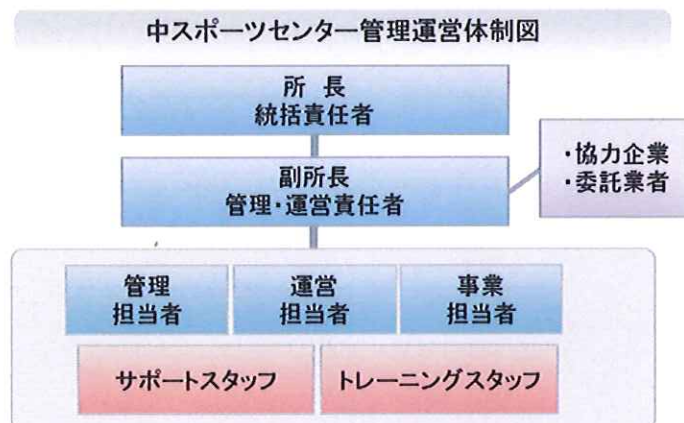 中スポーツセンター管理運営体制図
所 長
統括責任者
副所長
管理・運営責任者
・協力企業
・委託業者
管理
担当者
運営
担当者
事業
担当者
サポートスタッフ
トレーニングスタッフ